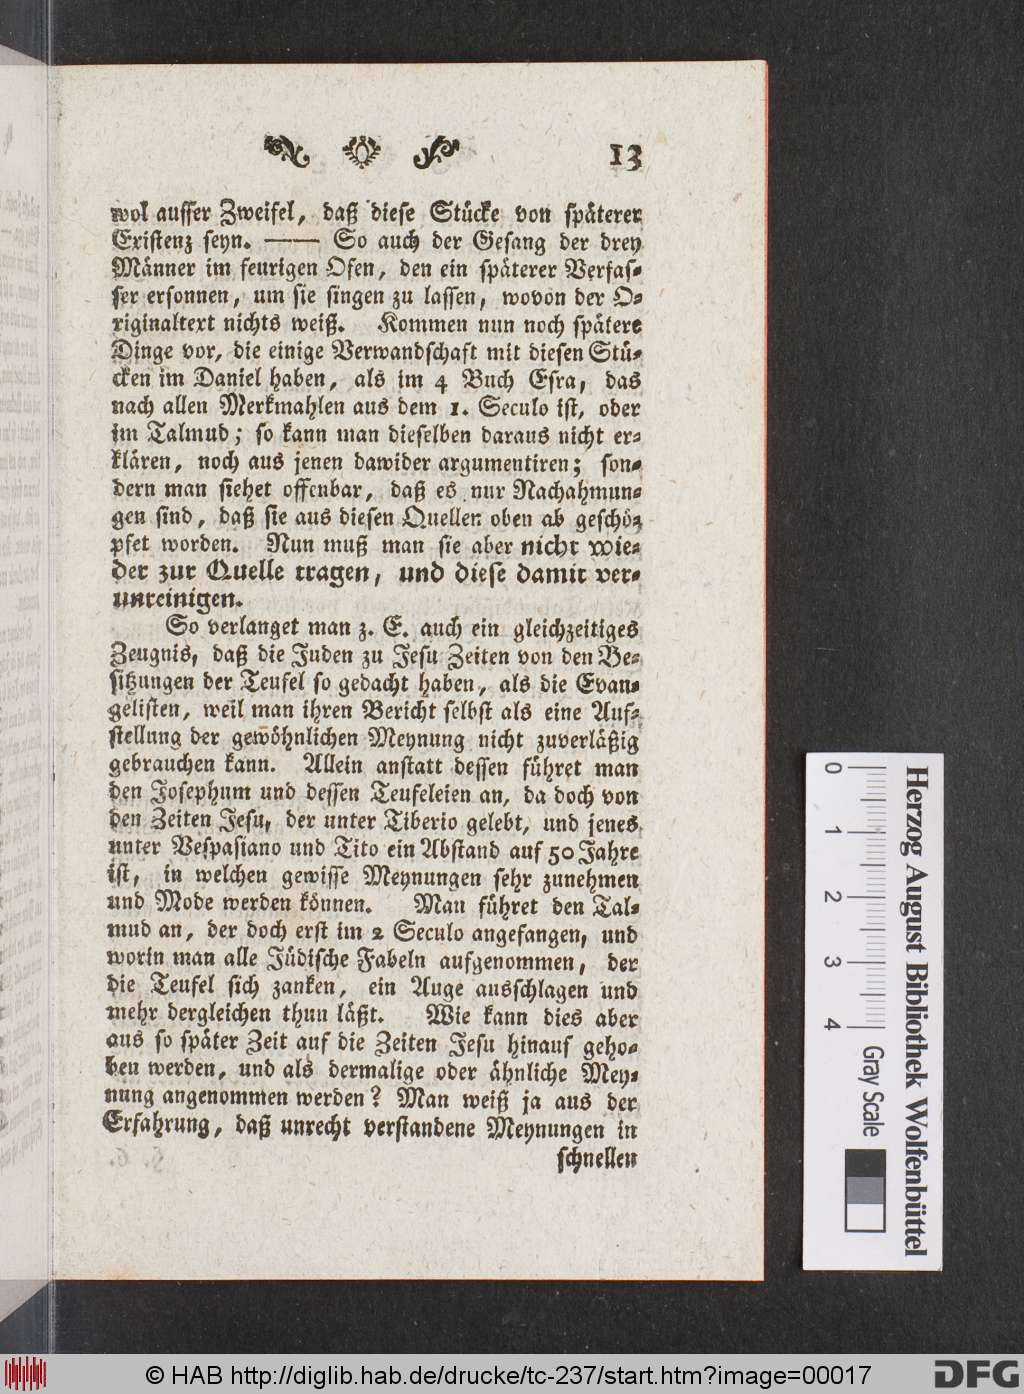 13
wol ausser Zweifel, daß diese Stücke von späterer
Existenz seyn. —— So auch der Gesang der drey
Männer im feurigen Ofen, den ein späterer Verfas-
ser ersonnen, um sie singen zu lassen, wovon der O-
riginaltext nichts weiß. Kommen nun noch spätere
Dinge vor, die einige Verwandschaft mit diesen Stü-
cken im Daniel haben, als im 4 Buch Esra, das
nach allen Merkmahlen aus dem 1. Seculo ist, oder
im Talmud; so kann man dieselben daraus nicht er-
klären, noch aus jenen dawider argumentiren; son-
dern man siehet offenbar, daß es nur Nachahmun-
gen sind, daß sie aus diesen Quellen oben ab geschö-
pfet worden. Nun muß man sie aber nicht wie-
der zur Quelle tragen, und diese damit ver-
unreinigen.
So verlanget man z. E. auch ein gleichzeitiges
Zeugnis, daß die Juden zu Jesu Zeiten von den Be-
sitzungen der Teufel so gedacht haben, als die Evan-
gelisten, weil man ihren Bericht selbst als eine Auf-
stellung der gewöhnlichen Meynung nicht zuverläßig
gebrauchen kann. Allein anstatt dessen führet man
den Josephum und dessen Teufeleien an, da doch von
den Zeiten Jesu, der unter Tiberio gelebt, und jenes
unter Vespasiano und Tito ein Abstand auf 50 Jahre
ist, in welchen gewisse Meynungen sehr zunehmen
und Mode werden können. Man führet den Tal-
mud an, der doch erst im 2 Seculo angefangen, und
worin man alle Jüdische Fabeln aufgenommen, der
die Teufel sich zanken, ein Auge ausschlagen und
mehr dergleichen thun läßt. Wie kann dies aber
aus so später Zeit auf die Zeiten Jesu hinauf geho-
ben werden, und als dermalige oder ähnliche Mey-
nung angenommen werden? Man weiß ja aus der
Erfahrung, daß unrecht verstandene Meynungen in
schnellen
0 1 2 3 4
Gray Scale
Herzog August Bibliothek Wolfenbüttel
© HAB http://diglib.hab.de/drucke/tc-237/start.htm?image=00017
DFG